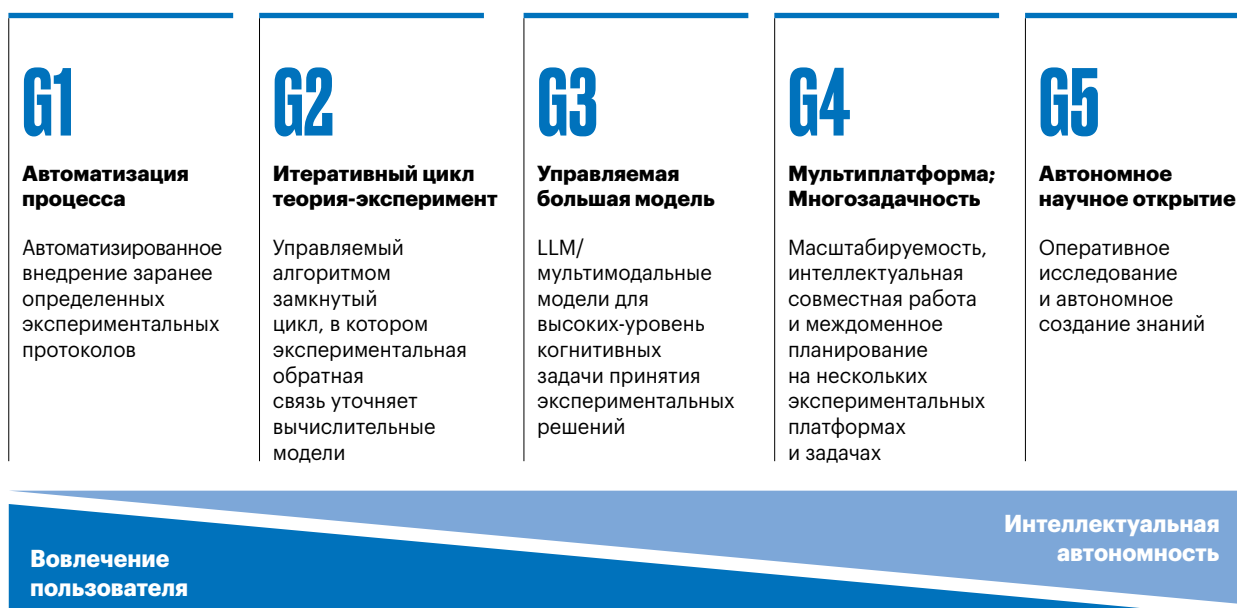 G1
Автоматизация
процесса
Автоматизированное
внедрение заранее
определенных
экспериментальных
протоколов
G2
Итеративный цикл
теория-эксперимент
Управляемый
алгоритмом
замкнутый
цикл, в котором
экспериментальная
обратная
связь уточняет
вычислительные
модели
G3
Управляемая
большая модель
LLM/
мультимодальные
модели для
высоких-уровень
когнитивных
задачи принятия
экспериментальных
решений
G4
Мультиплатформа;
Многозадачность
Масштабируемость,
интеллектуальная
совместная работа
и междоменное
планирование
на нескольких
экспериментальных
платформах
и задачах
G5
Автономное
научное открытие
Оперативное
исследование
и автономное
создание знаний
Вовлечение
пользователя
Интеллектуальная
автономность